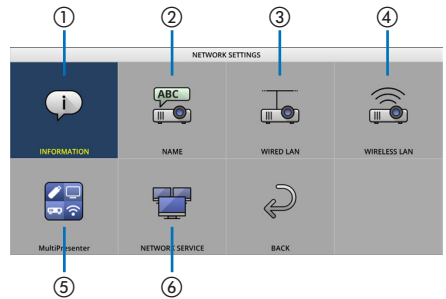 ① ② ③ ④
NETWORK SETTINGS
i ABC
INFORMATION NAME WIRED LAN WIRELESS LAN
MultiPresenter NETWORK SERVICE BACK
⑤ ⑥